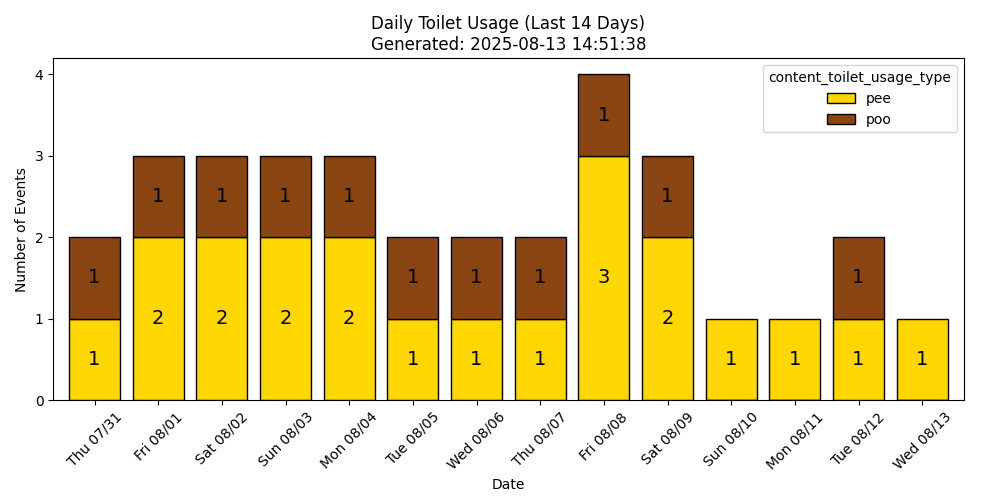 Daily Toilet Usage (Last 14 Days)
Generated: 2025-08-13 14:51:38
content_toilet_usage_type
pee
poo
Number of Events
4
3
2
1
0
1
1
1
1
1
1
1
1
1
1
1
1
2
2
2
2
1
1
1
3
2
1
1
1
1
Thu 07/31
Fri 08/01
Sat 08/02
Sun 08/03
Mon 08/04
Tue 08/05
Wed 08/06
Thu 08/07
Fri 08/08
Sat 08/09
Sun 08/10
Mon 08/11
Tue 08/12
Wed 08/13
Date